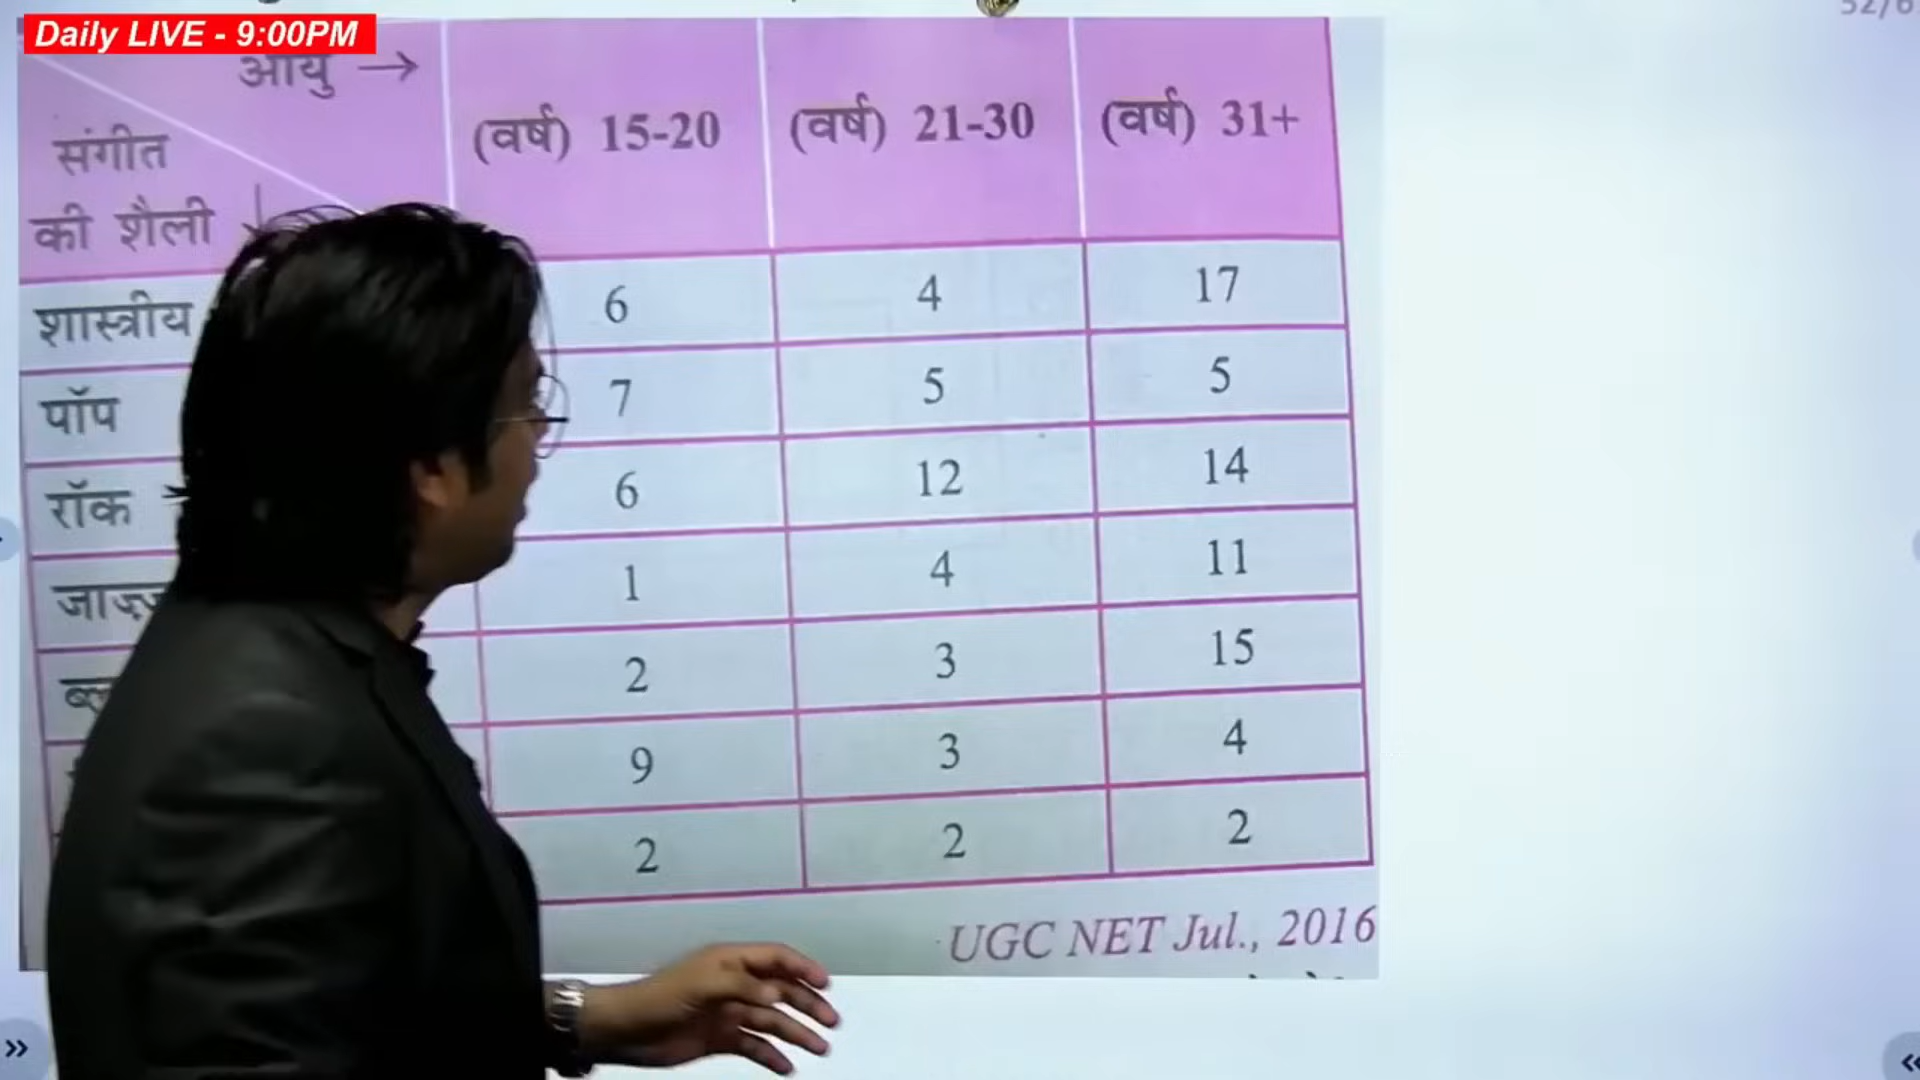 52/6
Daily LIVE - 9:00PM
आयु →
संगीत
की शैली
(वर्ष) 15-20 (वर्ष) 21-30 (वर्ष) 31+
शास्त्रीय 6 4 17
पॉप 7 5 5
रॉक 6 12 14
जाज़्ज़ 1 4 11
2 3 15
9 3 4
2 2 2
UGC NET Jul., 2016